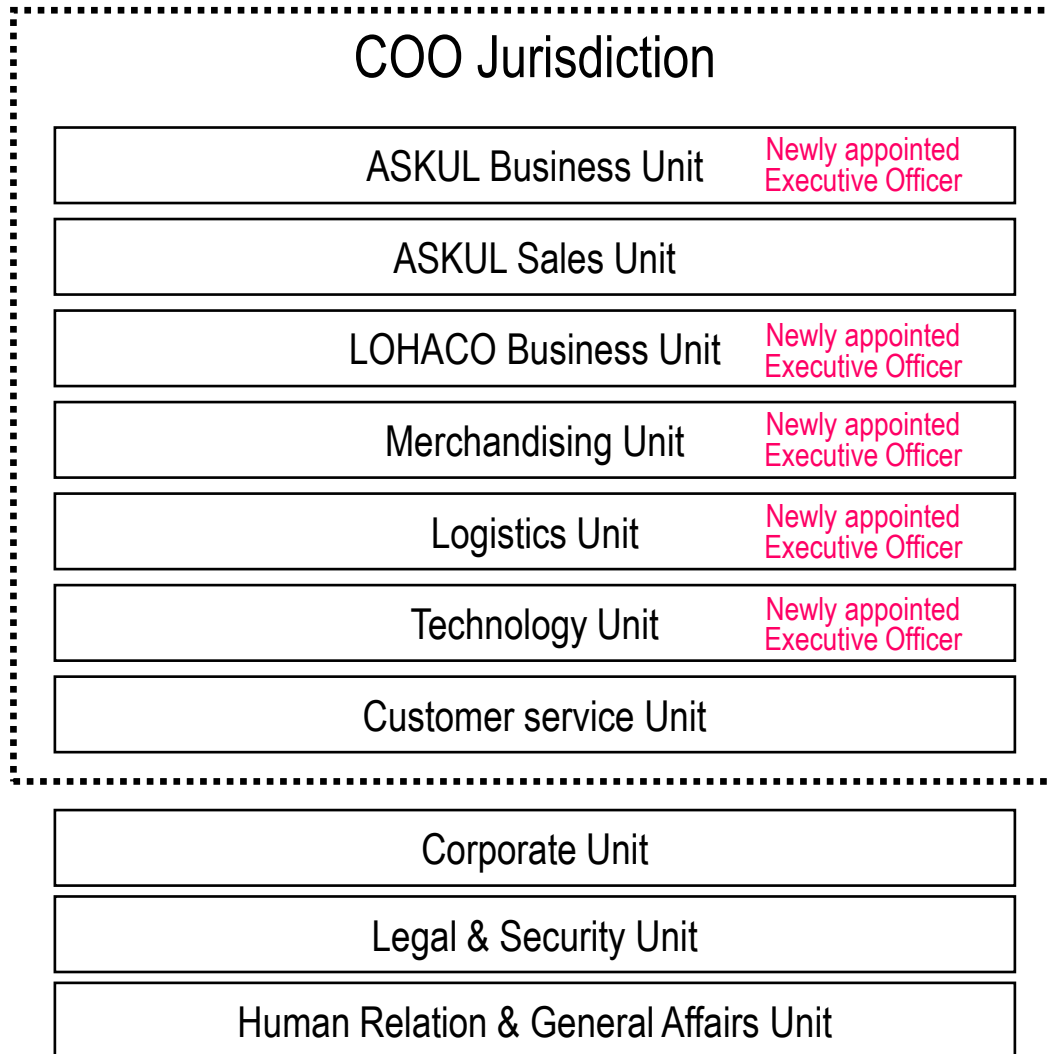 COO Jurisdiction
ASKUL Business Unit
Newly appointed
Executive Officer
ASKUL Sales Unit
LOHACO Business Unit
Newly appointed
Executive Officer
Merchandising Unit
Newly appointed
Executive Officer
Logistics Unit
Newly appointed
Executive Officer
Technology Unit
Newly appointed
Executive Officer
Customer service Unit
Corporate Unit
Legal & Security Unit
Human Relation & General Affairs Unit